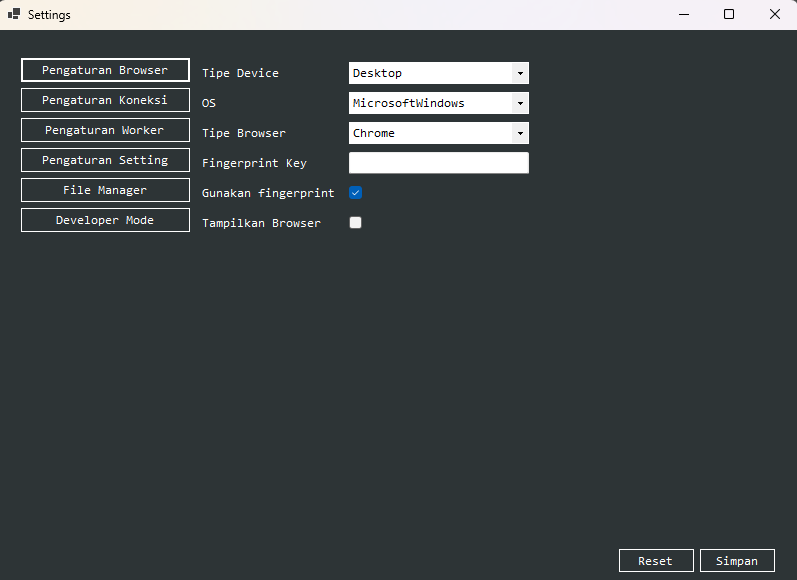 Settings
Pengaturan Browser
Pengaturan Koneksi
Pengaturan Worker
Pengaturan Setting
File Manager
Developer Mode
Tipe Device
Desktop
OS
MicrosoftWindows
Tipe Browser
Chrome
Fingerprint Key
Gunakan fingerprint
Tampilkan Browser
Reset
Simpan